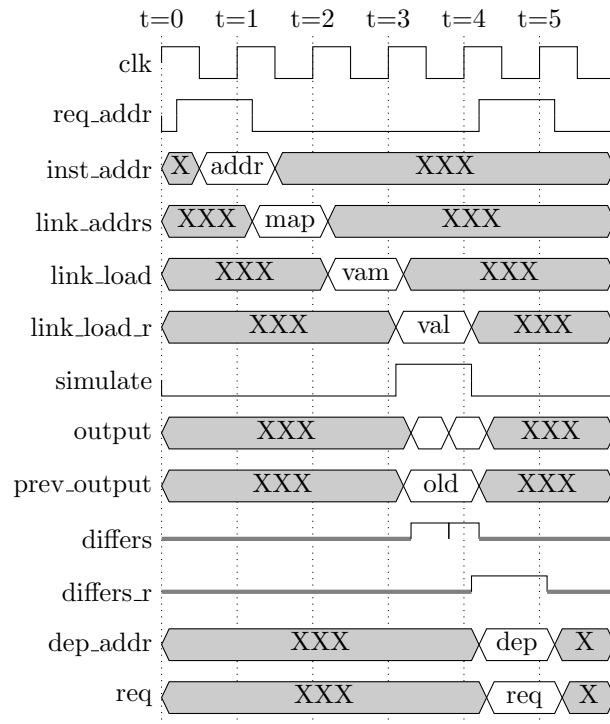 t=0 t=1 t=2 t=3 t=4 t=5
clk
req_addr
inst_addr X addr XXX
link_addrs XXX map XXX
link_load XXX vam XXX
link_load_r XXX val XXX
simulate
output XXX XXX
prev_output XXX old XXX
differs
differs_r
dep_addr XXX dep X
req XXX req X